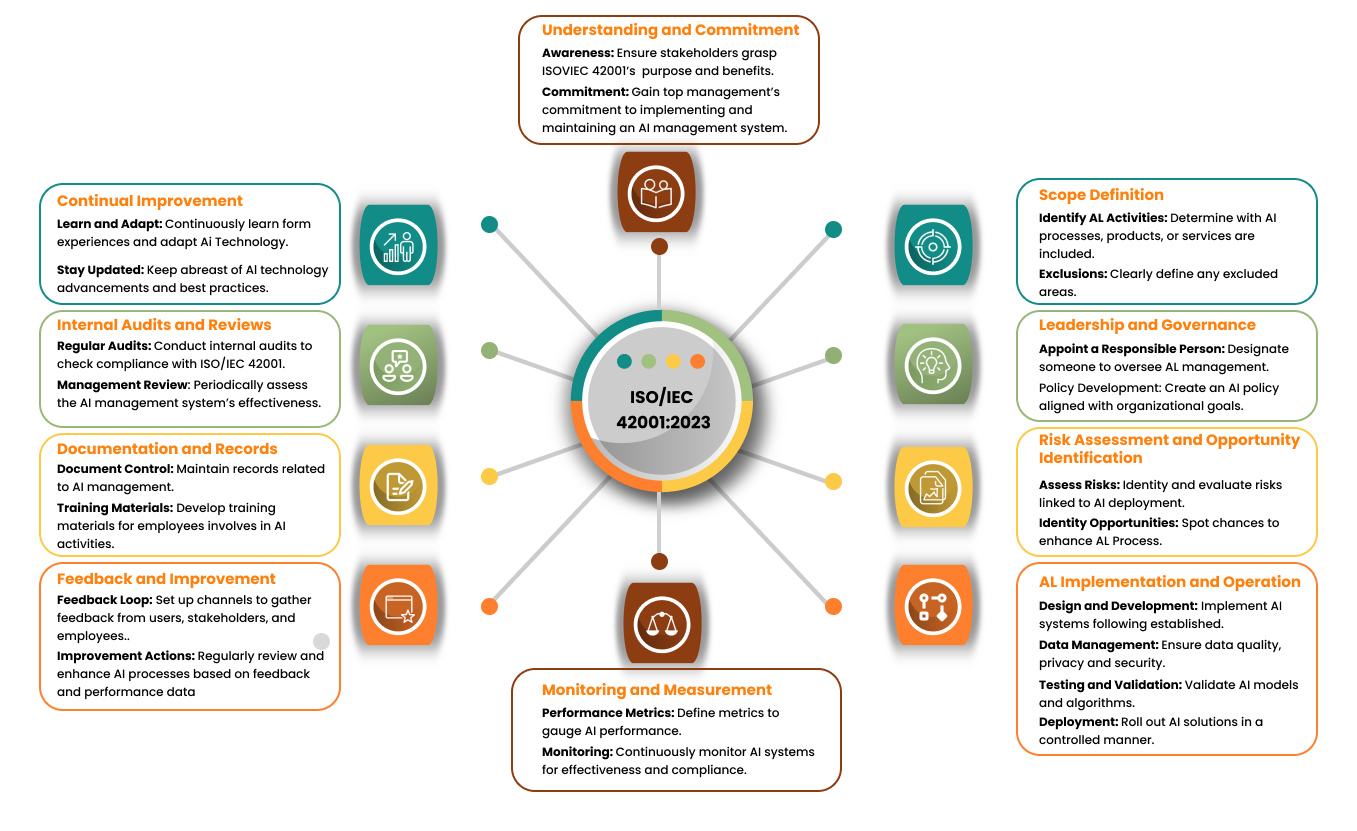 Understanding and Commitment
Awareness: Ensure stakeholders grasp
ISOVIEC 42001's purpose and benefits.
Commitment: Gain top management's
commitment to implementing and
maintaining an AI management system.
Continual Improvement
Learn and Adapt: Continuously learn form
experiences and adapt Ai Technology.
Stay Updated: Keep abreast of AI technology
advancements and best practices.
Internal Audits and Reviews
Regular Audits: Conduct internal audits to
check compliance with ISO/IEC 42001.
Management Review: Periodically assess
the AI management system's effectiveness.
Documentation and Records
Document Control: Maintain records related
to AI management.
Training Materials: Develop training
materials for employees involves in AI
activities.
Feedback and Improvement
Feedback Loop: Set up channels to gather
feedback from users, stakeholders, and
employees..
Improvement Actions: Regularly review and
enhance AI processes based on feedback
and performance data
ISO/IEC
42001:2023
Scope Definition
Identify AL Activities: Determine with AI
processes, products, or services are
included.
Exclusions: Clearly define any excluded
areas.
Leadership and Governance
Appoint a Responsible Person: Designate
someone to oversee AL management.
Policy Development: Create an AI policy
aligned with organizational goals.
Risk Assessment and Opportunity
Identification
Assess Risks: Identity and evaluate risks
linked to AI deployment.
Identity Opportunities: Spot chances to
enhance AL Process.
AL Implementation and Operation
Design and Development: Implement AI
systems following established.
Data Management: Ensure data quality,
privacy and security.
Testing and Validation: Validate AI models
and algorithms.
Deployment: Roll out AI solutions in a
controlled manner.
Monitoring and Measurement
Performance Metrics: Define metrics to
gauge AI performance.
Monitoring: Continuously monitor AI systems
for effectiveness and compliance.